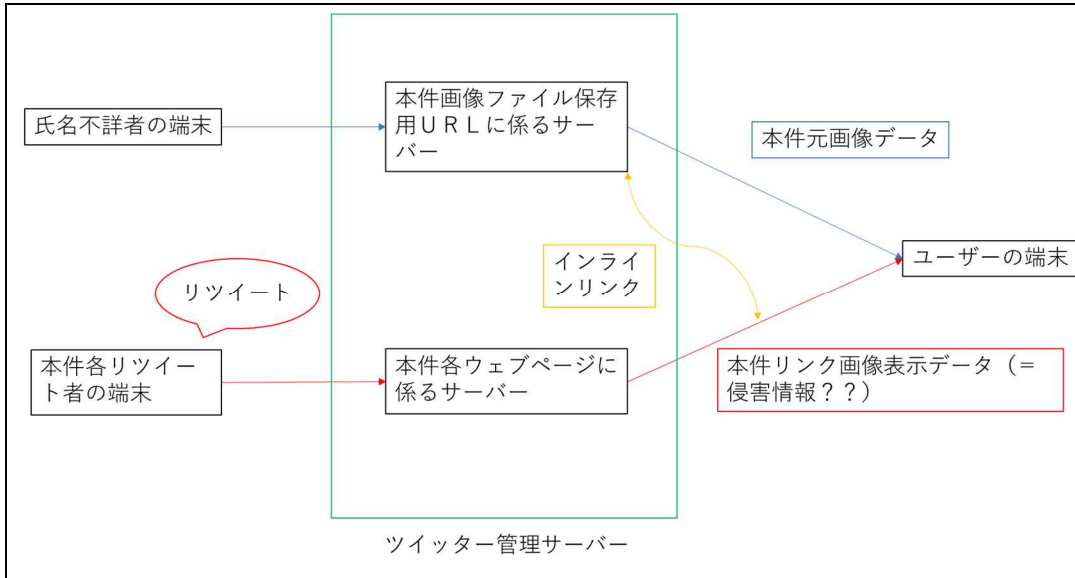 氏名不詳者の端末
本件画像ファイル保存
用ＵＲＬに係るサー
バー
本件元画像データ
インライ
ンリンク
ユーザーの端末
リツイート
本件各リツイー
ト者の端末
本件各ウェブページに
係るサーバー
本件リンク画像表示データ（＝
侵害情報？？）
ツイッター管理サーバー